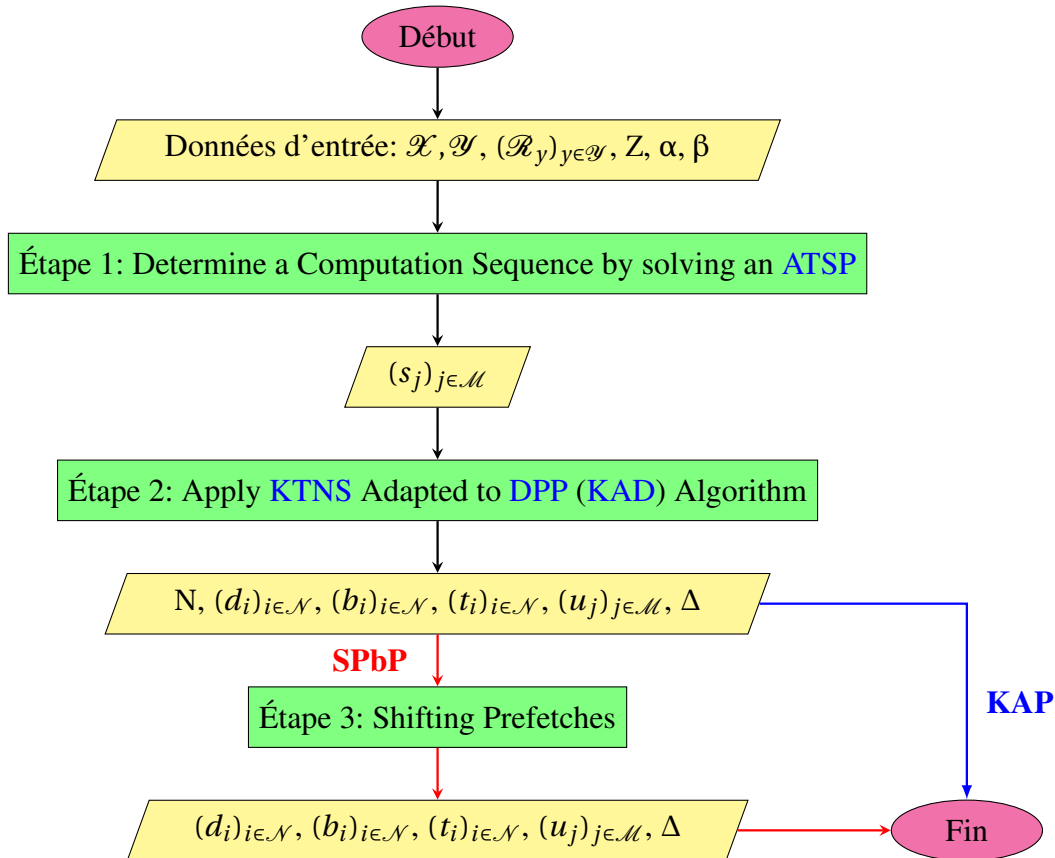 Début
Données d'entrée: 𝒳, 𝒴, (ℛ_y)_{y∈𝒴}, Z, α, β
Étape 1: Determine a Computation Sequence by solving an ATSP
(s_j)_{j∈ℳ}
Étape 2: Apply KTNS Adapted to DPP (KAD) Algorithm
N, (d_i)_{i∈𝒩}, (b_i)_{i∈𝒩}, (t_i)_{i∈𝒩}, (u_j)_{j∈ℳ}, Δ
SPbP
Étape 3: Shifting Prefetches
KAP
(d_i)_{i∈𝒩}, (b_i)_{i∈𝒩}, (t_i)_{i∈𝒩}, (u_j)_{j∈ℳ}, Δ
Fin